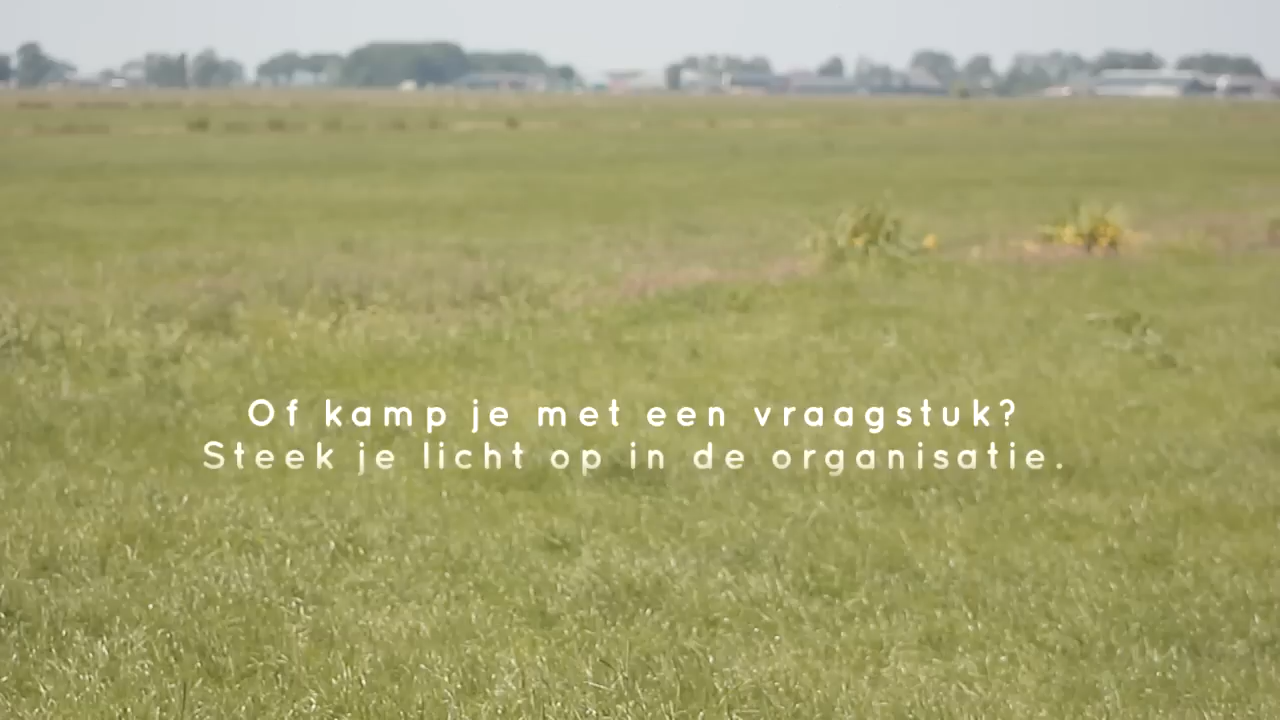 Of kamp je met een vraagstuk?
Steek je licht op in de organisatie.